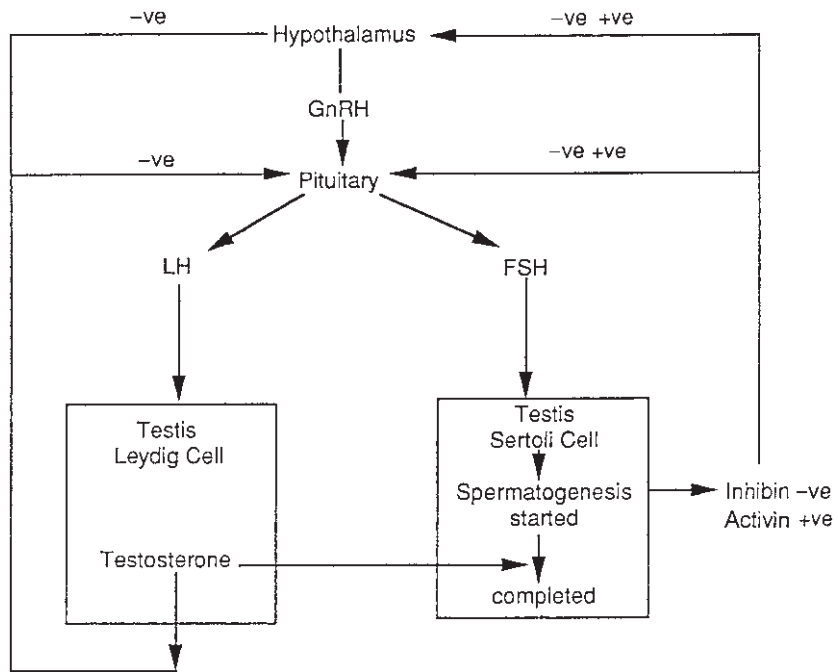 –ve
–ve +ve
Hypothalamus
GnRH
–ve
–ve +ve
Pituitary
LH
FSH
Testis
Leydig Cell
Testis
Sertoli Cell
Spermatogenesis
started
Inhibin –ve
Activin +ve
Testosterone
completed